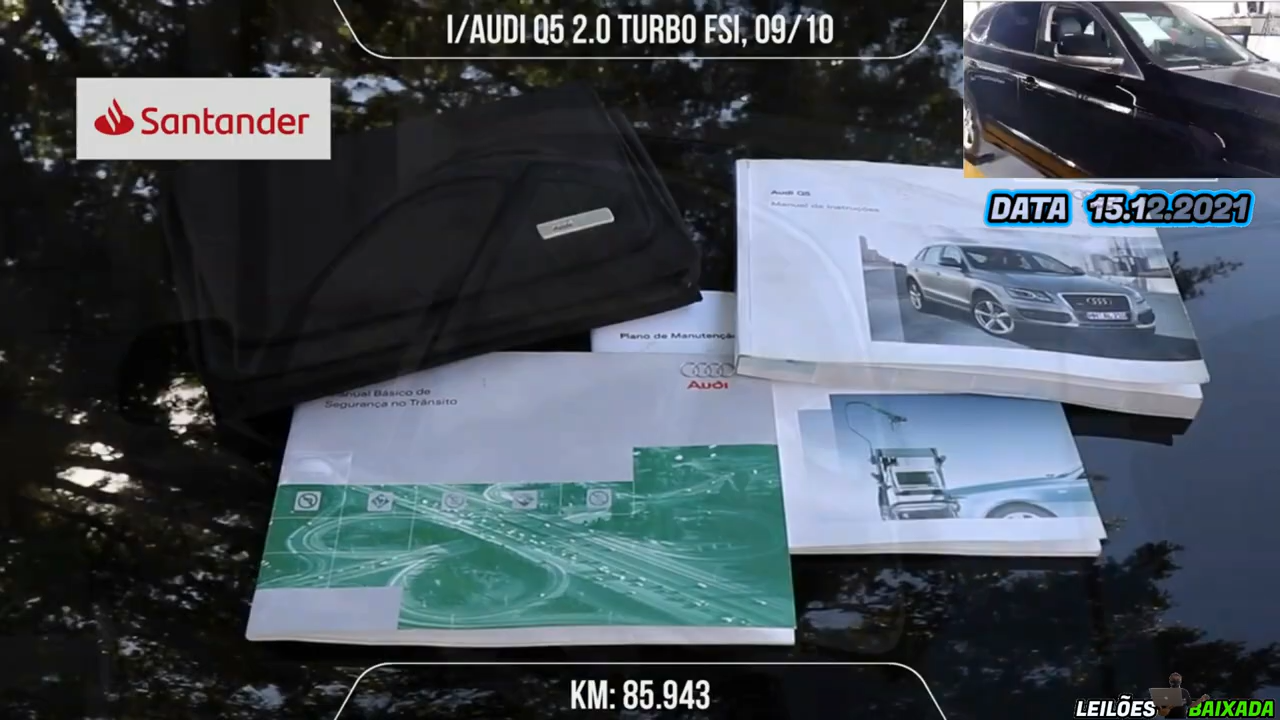 I/AUDI Q5 2.0 TURBO FSI, 09/10
Santander
DATA 15.12.2021
Audi Q5
Manual de Instruções
Plano de Manutenção
Audi
Manual Básico de
Segurança no Trânsito
KM: 85.943
LEILÕES BAIXADA